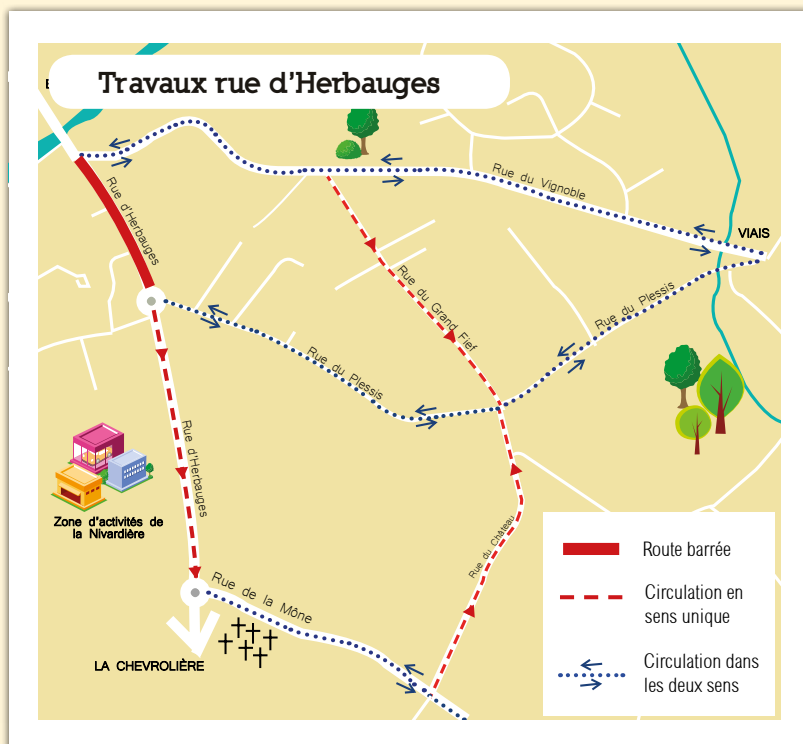 Travaux rue d'Herbauges
Rue d'Herbauges
Rue du Vignoble
VIAIS
Rue du Grand Fief
Rue du Plessis
Rue du Plessis
Rue d'Herbauges
Zone d'activités de
la Nivardière
Rue du Château
Rue de la Mône
LA CHEVROLIÈRE
Route barrée
Circulation en
sens unique
Circulation dans
les deux sens